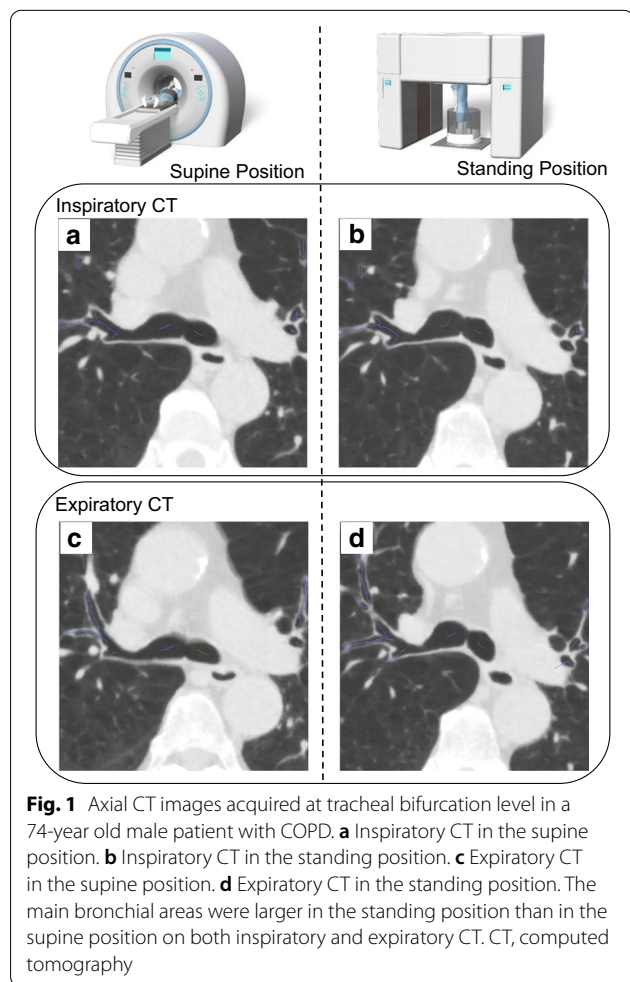 Supine Position
Standing Position
Inspiratory CT
a
b
Expiratory CT
c
d
Fig. 1 Axial CT images acquired at tracheal bifurcation level in a
74-year old male patient with COPD. a Inspiratory CT in the supine
position. b Inspiratory CT in the standing position. c Expiratory CT
in the supine position. d Expiratory CT in the standing position. The
main bronchial areas were larger in the standing position than in the
supine position on both inspiratory and expiratory CT. CT, computed
tomography